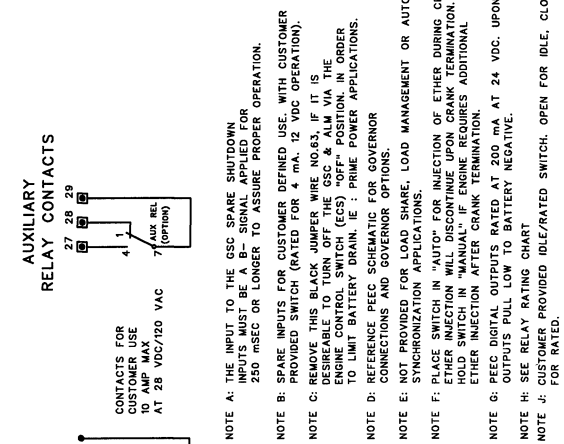 AUXILIARY
RELAY CONTACTS
27 28 29
4 1
7 AUX REL
(OPTION)
CONTACTS FOR
CUSTOMER USE
10 AMP MAX
AT 28 VDC/120 VAC
NOTE A: THE INPUT TO THE GSC SPARE SHUTDOWN
INPUTS MUST BE A B- SIGNAL APPLIED FOR
250 mSEC OR LONGER TO ASSURE PROPER OPERATION.
NOTE B: SPARE INPUTS FOR CUSTOMER DEFINED USE. WITH CUSTOMER
PROVIDED SWITCH (RATED FOR 4 mA. 12 VDC OPERATION).
NOTE C: REMOVE THIS BLACK JUMPER WIRE NO.63, IF IT IS
DESIREABLE TO TURN OFF THE GSC & ALM VIA THE
ENGINE CONTROL SWITCH (ECS) "OFF" POSITION. IN ORDER
TO LIMIT BATTERY DRAIN. IE : PRIME POWER APPLICATIONS.
NOTE D: REFERENCE PEEC SCHEMATIC FOR GOVERNOR
CONNECTIONS AND GOVERNOR OPTIONS.
NOTE E: NOT PROVIDED FOR LOAD SHARE, LOAD MANAGEMENT OR AUTO
SYNCHRONIZATION APPLICATIONS.
NOTE F: PLACE SWITCH IN "AUTO" FOR INJECTION OF ETHER DURING
ETHER INJECTION WILL DISCONTINUE UPON CRANK TERMINATION.
HOLD SWITCH IN "MANUAL" IF ENGINE REQUIRES ADDITIONAL
ETHER INJECTION AFTER CRANK TERMINATION.
NOTE G: PEEC DIGITAL OUTPUTS RATED AT 200 mA AT 24 VDC. UPON
OUTPUTS PULL LOW TO BATTERY NEGATIVE.
NOTE H: SEE RELAY RATING CHART
NOTE J: CUSTOMER PROVIDED IDLE/RATED SWITCH. OPEN FOR IDLE, CLO
FOR RATED.